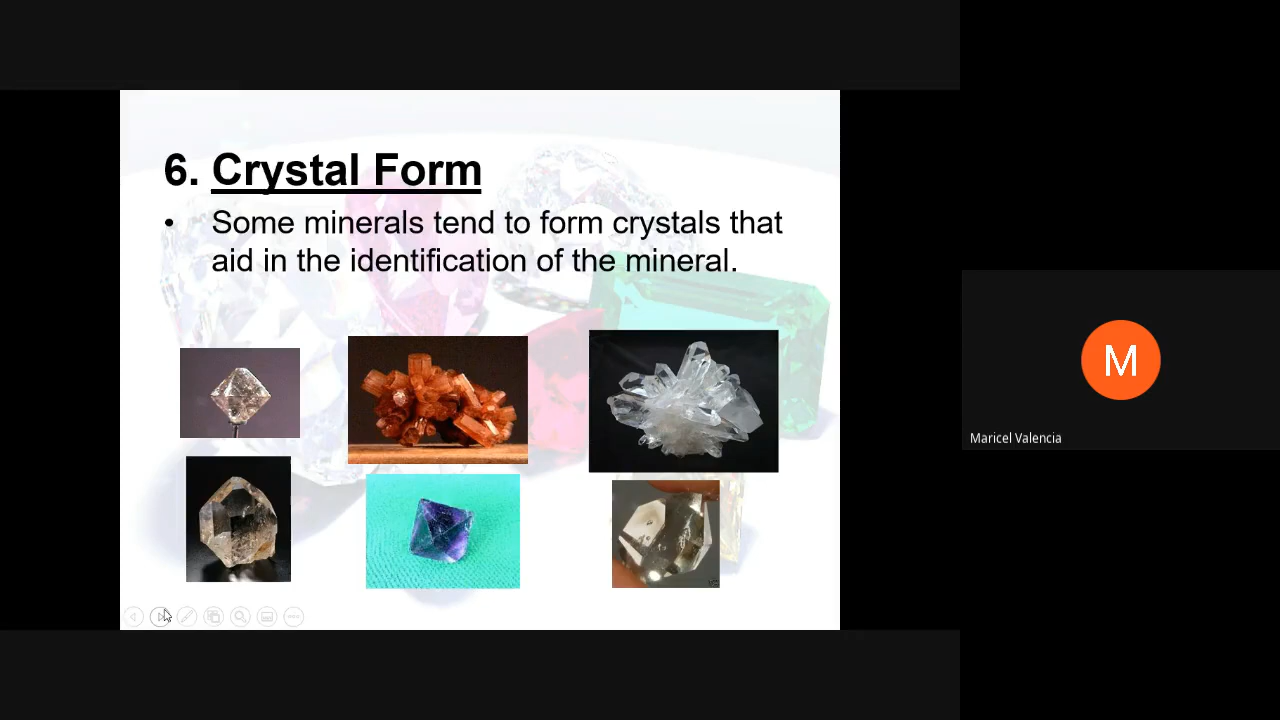 6. Crystal Form
• Some minerals tend to form crystals that
aid in the identification of the mineral.
M
Maricel Valencia